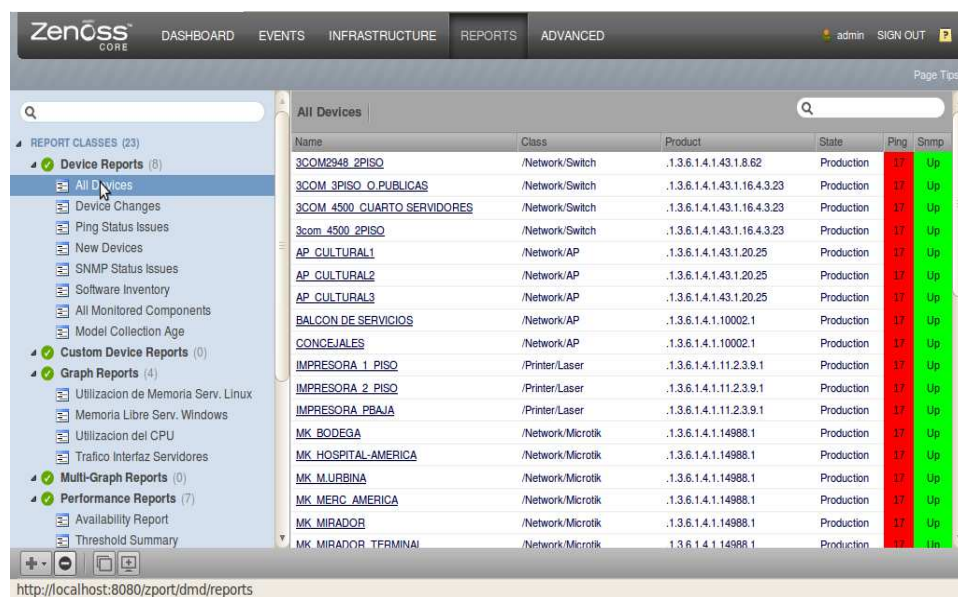 Zenoss CORE DASHBOARD EVENTS INFRASTRUCTURE REPORTS ADVANCED admin SIGN OUT ?
Page Tips
REPORT CLASSES (23)
Device Reports (8)
All Devices
Device Changes
Ping Status Issues
New Devices
SNMP Status Issues
Software Inventory
All Monitored Components
Model Collection Age
Custom Device Reports (0)
Graph Reports (4)
Utilizacion de Memoria Serv. Linux
Memoria Libre Serv. Windows
Utilizacion del CPU
Trafico Interfaz Servidores
Multi-Graph Reports (0)
Performance Reports (7)
Availability Report
Threshold Summary
All Devices
Name Class Product State Ping Snmp
3COM2948_2PISO /Network/Switch .1.3.6.1.4.1.43.1.8.62 Production 17 Up
3COM_3PISO_O.PUBLICAS /Network/Switch .1.3.6.1.4.1.43.1.16.4.3.23 Production 17 Up
3COM_4500_CUARTO SERVIDORES /Network/Switch .1.3.6.1.4.1.43.1.16.4.3.23 Production 17 Up
3com_4500_2PISO /Network/Switch .1.3.6.1.4.1.43.1.16.4.3.23 Production 17 Up
AP_CULTURAL1 /Network/AP .1.3.6.1.4.1.43.1.20.25 Production 17 Up
AP_CULTURAL2 /Network/AP .1.3.6.1.4.1.43.1.20.25 Production 17 Up
AP_CULTURAL3 /Network/AP .1.3.6.1.4.1.43.1.20.25 Production 17 Up
BALCON DE SERVICIOS /Network/AP .1.3.6.1.4.1.10002.1 Production 17 Up
CONCEJALES /Network/AP .1.3.6.1.4.1.10002.1 Production 17 Up
IMPRESORA_1_PISO /Printer/Laser .1.3.6.1.4.1.11.2.3.9.1 Production 17 Up
IMPRESORA_2_PISO /Printer/Laser .1.3.6.1.4.1.11.2.3.9.1 Production 17 Up
IMPRESORA_PBAJA /Printer/Laser .1.3.6.1.4.1.11.2.3.9.1 Production 17 Up
MK_BODEGA /Network/Microtik .1.3.6.1.4.1.14988.1 Production 17 Up
MK_HOSPITAL-AMERICA /Network/Microtik .1.3.6.1.4.1.14988.1 Production 17 Up
MK_M.URBINA /Network/Microtik .1.3.6.1.4.1.14988.1 Production 17 Up
MK_MERC_AMERICA /Network/Microtik .1.3.6.1.4.1.14988.1 Production 17 Up
MK_MIRADOR /Network/Microtik .1.3.6.1.4.1.14988.1 Production 17 Up
MK_MIRADOR_TERMINAL /Network/Microtik .1.3.6.1.4.1.14988.1 Production 17 Up
http://localhost:8080/zport/dmd/reports